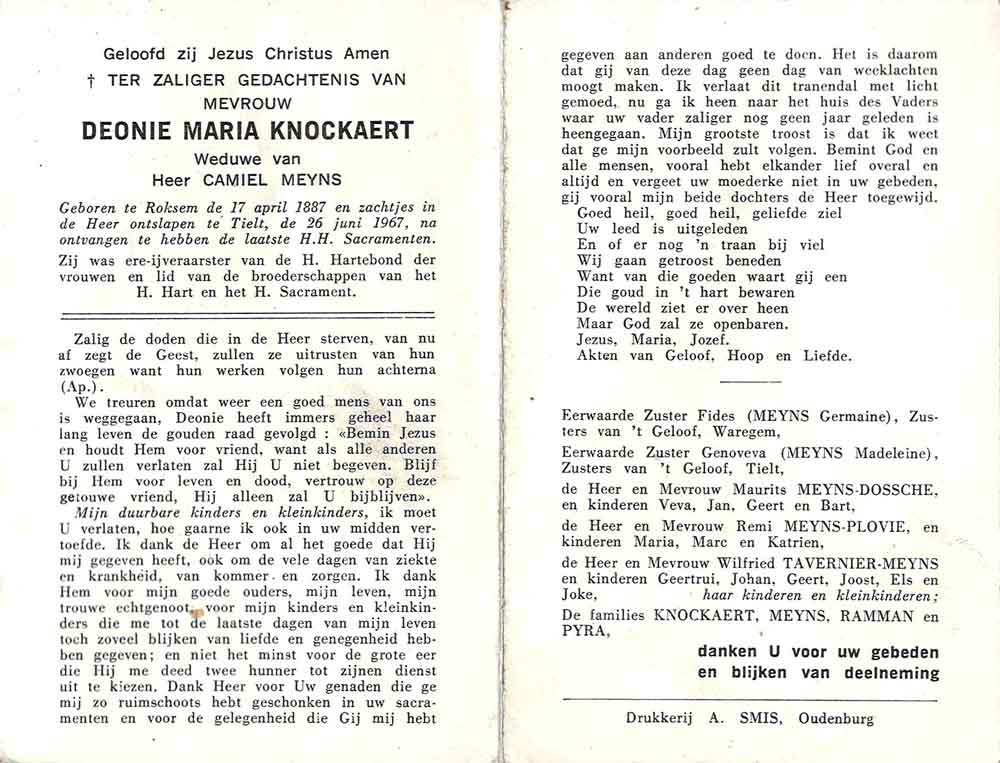 Geloofd zij Jezus Christus Amen
† TER ZALIGER GEDACHTENIS VAN
MEVROUW
DEONIE MARIA KNOCKAERT
Weduwe van
Heer CAMIEL MEYNS
Geboren te Roksem de 17 april 1887 en zachtjes in
de Heer ontslapen te Tielt, de 26 juni 1967, na
ontvangen te hebben de laatste H.H. Sacramenten.
Zij was ere-ijveraarster van de H. Hartebond der
vrouwen en lid van de broederschappen van het
H. Hart en het H. Sacrament.
Zalig de doden die in de Heer sterven, van nu
af zegt de Geest, zullen ze uitrusten van hun
zwoegen want hun werken volgen hun achterna
(Ap.).
We treuren omdat weer een goed mens van ons
is weggegaan, Deonie heeft immers geheel haar
lang leven de gouden raad gevolgd : «Bemin Jezus
en houdt Hem voor vriend, want als alle anderen
U zullen verlaten zal Hij U niet begeven. Blijf
bij Hem voor leven en dood, vertrouw op deze
getouwe vriend, Hij alleen zal U bijblijven».
Mijn duurbare kinders en kleinkinders, ik moet
U verlaten, hoe gaarne ik ook in uw midden ver-
toefde. Ik dank de Heer om al het goede dat Hij
mij gegeven heeft, ook om de vele dagen van ziekte
en krankheid, van kommer en zorgen. Ik dank
Hem voor mijn goede ouders, mijn leven, mijn
trouwe echtgenoot, voor mijn kinders en kleinkin-
ders die me tot de laatste dagen van mijn leven
toch zoveel blijken van liefde en genegenheid heb-
ben gegeven; en niet het minst voor de grote eer
die Hij me deed twee hunner tot zijnen dienst
uit te kiezen. Dank Heer voor Uw genaden die ge
mij zo ruimschoots hebt geschonken in uw sacra-
menten en voor de gelegenheid die Gij mij hebt
gegeven aan anderen goed te doen. Het is daarom
dat gij van deze dag geen dag van weeklachten
moogt maken. Ik verlaat dit tranendal met licht
gemoed, nu ga ik heen naar het huis des Vaders
waar uw vader zaliger nog geen jaar geleden is
heengegaan. Mijn grootste troost is dat ik weet
dat ge mijn voorbeeld zult volgen. Bemint God en
alle mensen, vooral hebt elkander lief overal en
altijd en vergeet uw moederke niet in uw gebeden,
gij vooral mijn beide dochters de Heer toegewijd.
Goed heil, goed heil, geliefde ziel
Uw leed is uitgeleden
En of er nog 'n traan bij viel
Wij gaan getroost beneden
Want van die goeden waart gij een
Die goud in 't hart bewaren
De wereld ziet er over heen
Maar God zal ze openbaren.
Jezus, Maria, Jozef.
Akten van Geloof, Hoop en Liefde.
Eerwaarde Zuster Fides (MEYNS Germaine), Zus-
ters van 't Geloof, Waregem,
Eerwaarde Zuster Genoveva (MEYNS Madeleine),
Zusters van 't Geloof, Tielt,
de Heer en Mevrouw Maurits MEYNS-DOSSCHE,
en kinderen Veva, Jan, Geert en Bart,
de Heer en Mevrouw Remi MEYNS-PLOVIE, en
kinderen Maria, Marc en Katrien,
de Heer en Mevrouw Wilfried TAVERNIER-MEYNS
en kinderen Geertrui, Johan, Geert, Joost, Els en
Joke, haar kinderen en kleinkinderen;
De families KNOCKAERT, MEYNS, RAMMAN en
PYRA,
danken U voor uw gebeden
en blijken van deelneming
Drukkerij A. SMIS, Oudenburg